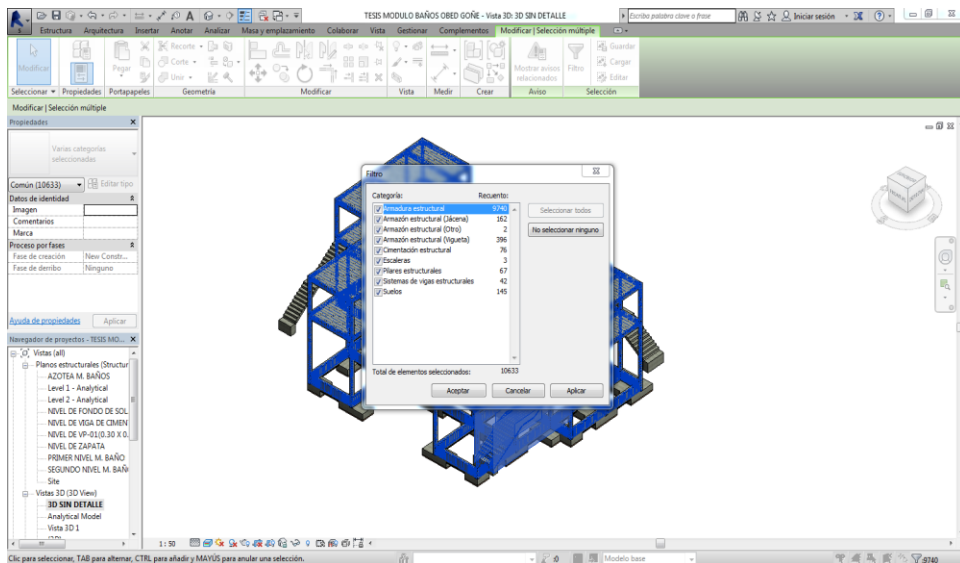 TESIS MODULO BAÑOS OBED GOÑE - Vista 3D: 3D SIN DETALLE
Escriba palabra clave o frase
Iniciar sesión
Estructura Arquitectura Insertar Anotar Analizar Masa y emplazamiento Colaborar Vista Gestionar Complementos Modificar | Selección múltiple
Modificar
Pegar
Recorte
Cortar
Unir
Mostrar avisos relacionados
Filtro
Guardar
Cargar
Editar
Seleccionar Propiedades Portapapeles Geometría Modificar Vista Medir Crear Aviso Selección
Modificar | Selección múltiple
Propiedades
Varias categorías
seleccionadas
Común (10633) Editar tipo
Datos de identidad
Imagen
Comentarios
Marca
Proceso por fases
Fase de creación New Constr...
Fase de derribo Ninguno
Ayuda de propiedades Aplicar
Navegador de proyectos - TESIS MO...
Vistas (all)
Planos estructurales (Structur
AZOTEA M. BAÑOS
Level 1 - Analytical
Level 2 - Analytical
NIVEL DE FONDO DE SOL
NIVEL DE VIGA DE CIMEN
NIVEL DE VP-01(0.30 X 0.
NIVEL DE ZAPATA
PRIMER NIVEL M. BAÑO
SEGUNDO NIVEL M. BAÑ
Site
Vistas 3D (3D View)
3D SIN DETALLE
Analytical Model
Vista 3D 1
Filtro
Categoría: Recuento:
Armadura estructural 9740
Armazón estructural (Jácena) 162
Armazón estructural (Otro) 2
Armazón estructural (Vigueta) 396
Cimentación estructural 76
Escaleras 3
Pilares estructurales 67
Sistemas de vigas estructurales 42
Suelos 145
Seleccionar todos
No seleccionar ninguno
Total de elementos seleccionados: 10633
Aceptar Cancelar Aplicar
1 : 50
Clic para seleccionar, TAB para alternar, CTRL para añadir y MAYÚS para anular una selección.
:0
Modelo base
:9740